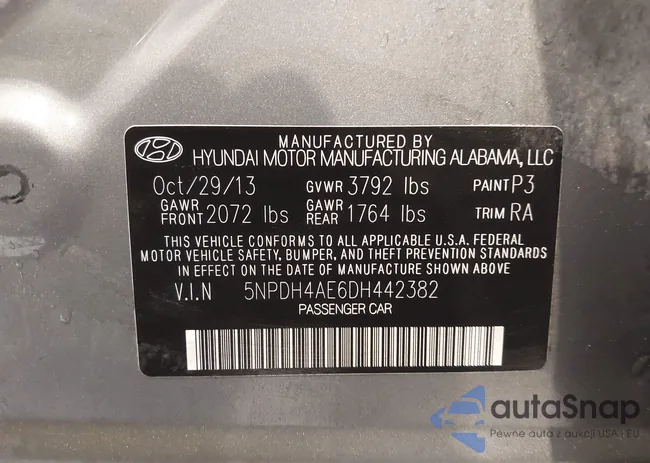 MANUFACTURED BY
HYUNDAI MOTOR MANUFACTURING ALABAMA, LLC
Oct/29/13 GVWR 3792 lbs PAINT P3
GAWR FRONT 2072 lbs GAWR REAR 1764 lbs TRIM RA
THIS VEHICLE CONFORMS TO ALL APPLICABLE U.S.A. FEDERAL
MOTOR VEHICLE SAFETY, BUMPER, AND THEFT PREVENTION STANDARDS
IN EFFECT ON THE DATE OF MANUFACTURE SHOWN ABOVE
V.I.N 5NPDH4AE6DH442382
PASSENGER CAR
autaSnap
Pewne auta z aukcji USA i EU